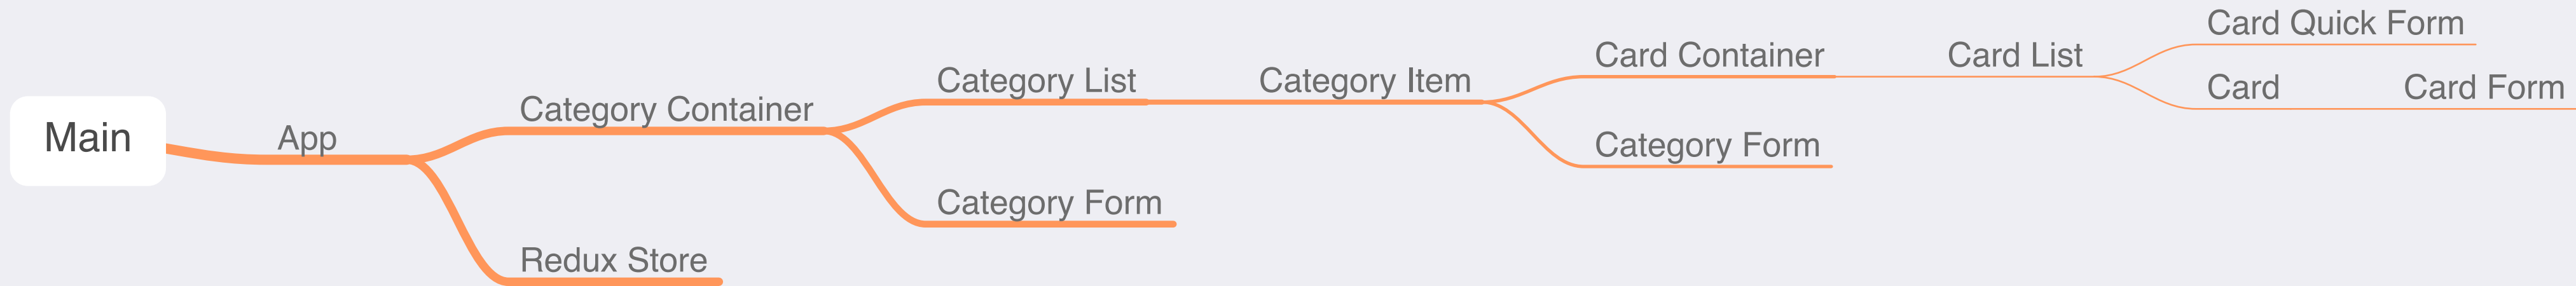 Main
App
Category Container
Category List
Category Item
Card Container
Card List
Card Quick Form
Card
Card Form
Category Form
Category Form
Redux Store